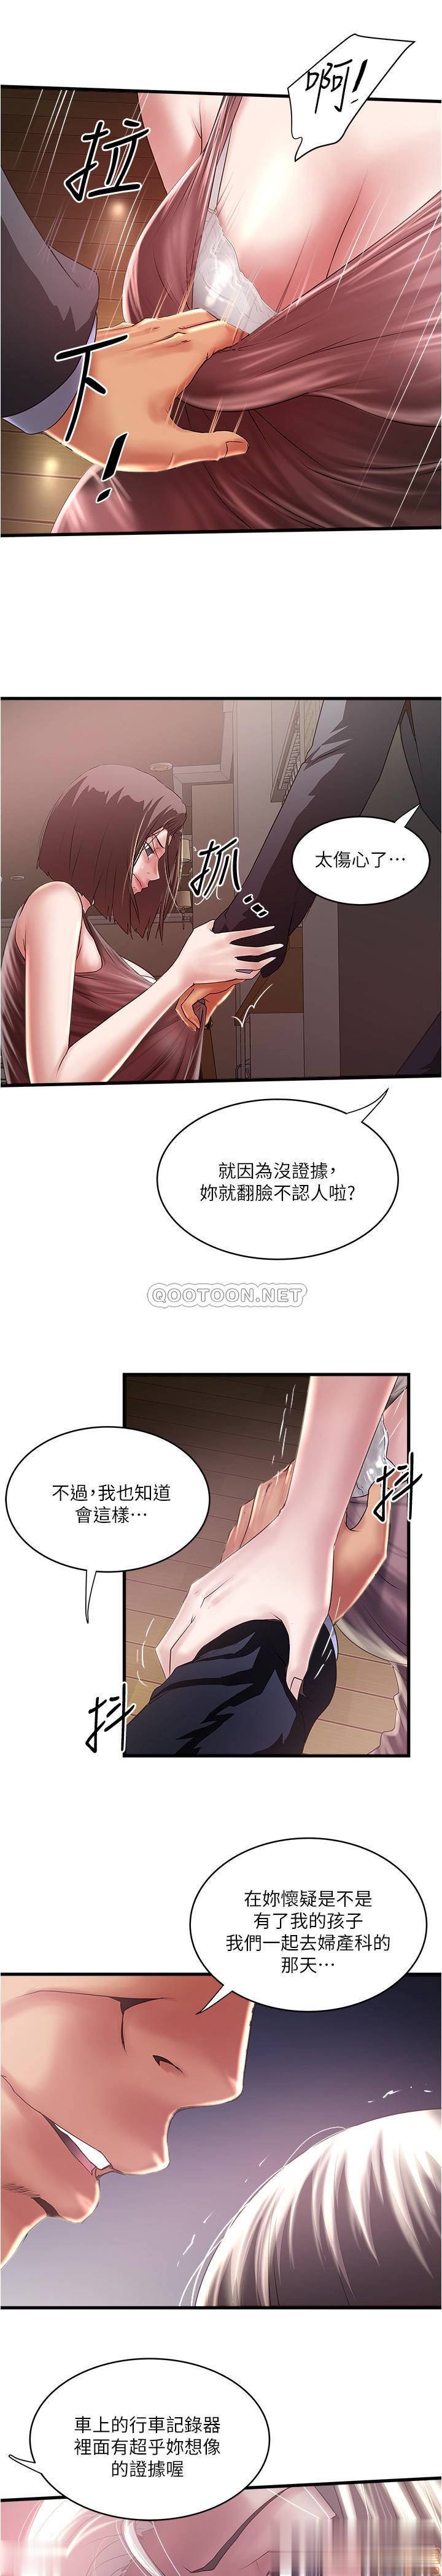 啊!
拉
下!
抓…
太傷心了…
就因為沒證據,
妳就翻臉不認人啦?
QOOTOON.NET
不過,我也知道
會這樣…
抖
抖
在妳懷疑是不是
有了我的孩子
我們一起去婦產科的
那天…
車上的行車記錄器
裡面有超乎妳想像
的證據喔